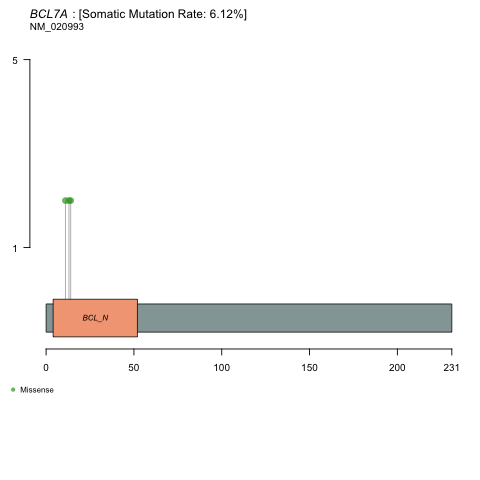 BCL7A : [Somatic Mutation Rate: 6.12%]
NM_020993
5
1
BCL_N
0 50 100 150 200 231
Missense